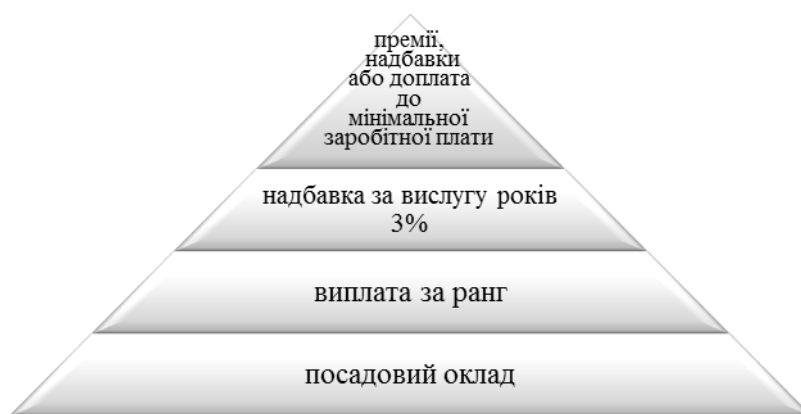 премії,
надбавки
або доплата
до
мінімальної
заробітної плати
надбавка за вислугу років
3%
виплата за ранг
посадовий оклад